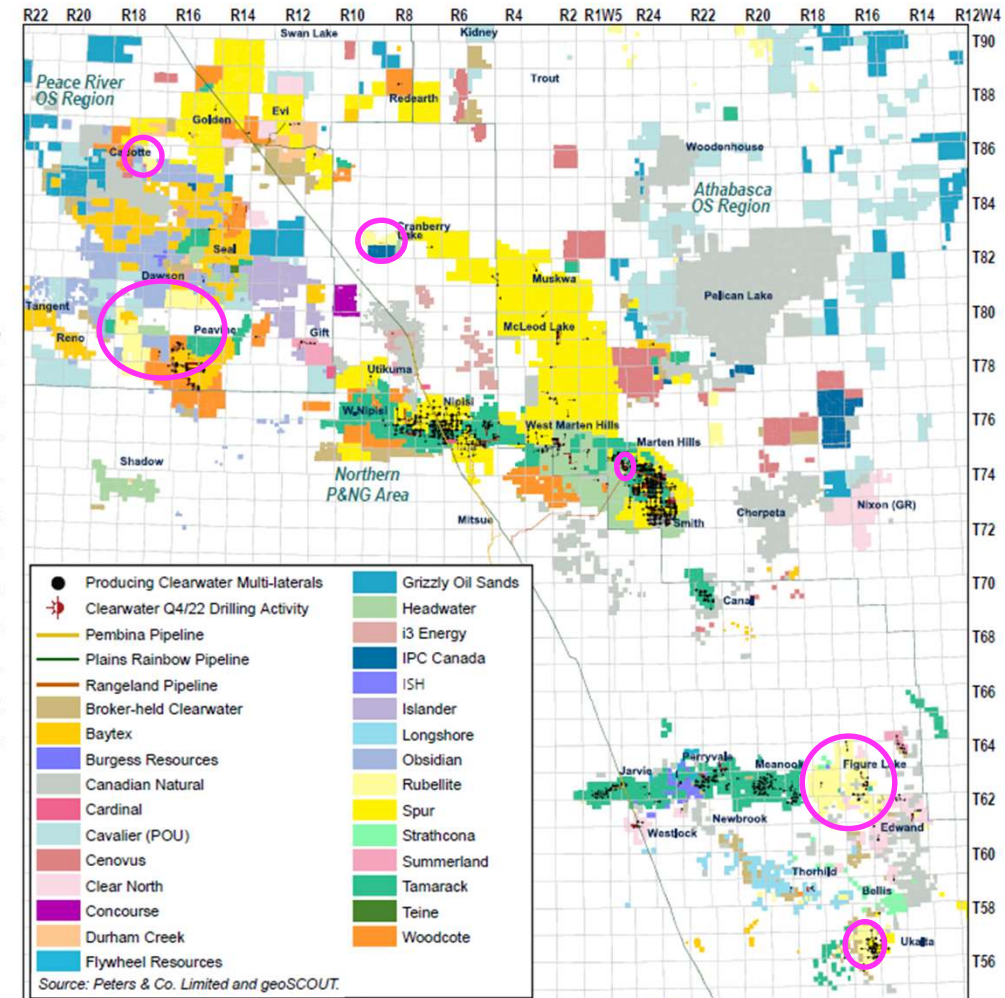 R22 R20 R18 R16 R14 R12 R10 R8 R6 R4 R2 R1W5 R24 R22 R20 R18 R16 R14 R12W4
Swan Lake
Kidney
T90
Peace River
OS Region
Trout
Redearth
T88
Golden
Evi
Cadotte
Woodenhouse
T86
Athabasca
OS Region
T84
Cranberry
Lake
Seal
T82
Dawson
Muskwa
Pelican Lake
Tangent
T80
Reno
Peavine
Gift
McLeod Lake
T78
Utikuma
W.Nipisi
Nipisi
T76
West Marten Hills
Marten Hills
Shadow
Northern
P&NG Area
T74
Mitsue
Smith
Cherpeta
Nixon (GR)
T72
Canal
T70
T68
T66
T64
Jarvie
Perryvale
Meanook
Figure Lake
T62
Westlock
Newbrook
Edwand
T60
Thorhild
Bellis
T58
Ukalta
T56
Producing Clearwater Multi-laterals
Clearwater Q4/22 Drilling Activity
Pembina Pipeline
Plains Rainbow Pipeline
Rangeland Pipeline
Broker-held Clearwater
Baytex
Burgess Resources
Canadian Natural
Cardinal
Cavalier (POU)
Cenovus
Clear North
Concourse
Durham Creek
Flywheel Resources
Grizzly Oil Sands
Headwater
i3 Energy
IPC Canada
ISH
Islander
Longshore
Obsidian
Rubellite
Spur
Strathcona
Summerland
Tamarack
Teine
Woodcote
Source: Peters & Co. Limited and geoSCOUT.